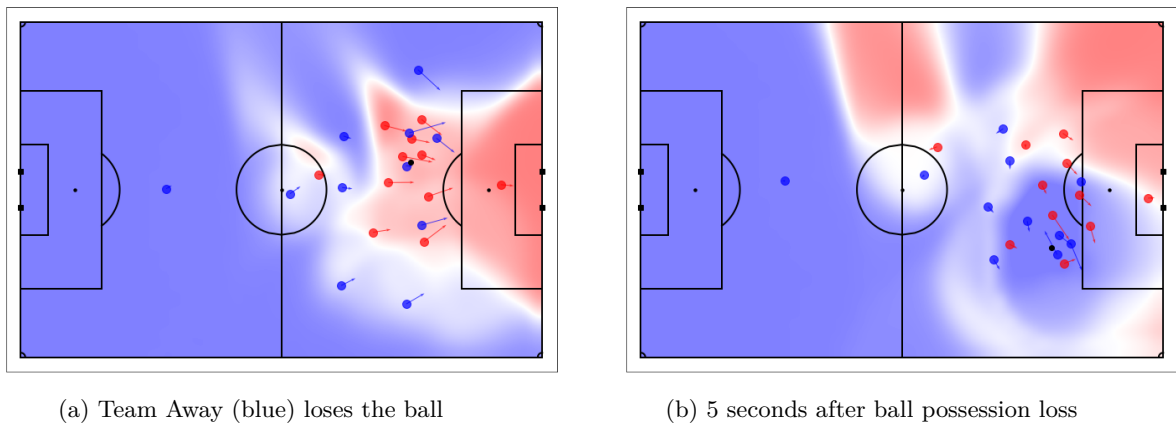 (a) Team Away (blue) loses the ball
(b) 5 seconds after ball possession loss